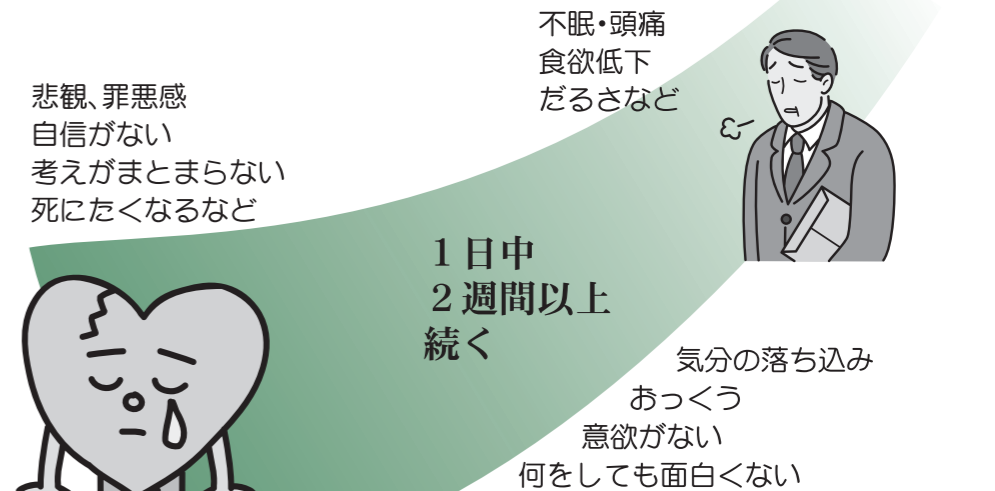 不眠・頭痛
食欲低下
だるさなど
悲観、罪悪感
自信がない
考えがまとまらない
死にたくなるなど
１日中
２週間以上
続く
気分の落ち込み
おっくう
意欲がない
何をしても面白くない